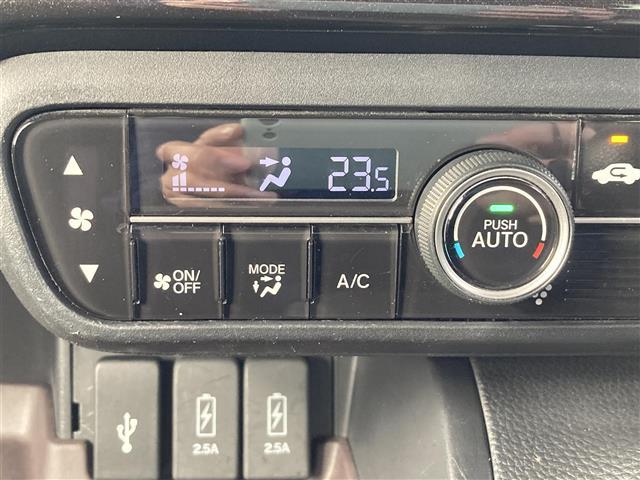 23.5
PUSH
AUTO
ON/
OFF
MODE
A/C
2.5A
2.5A